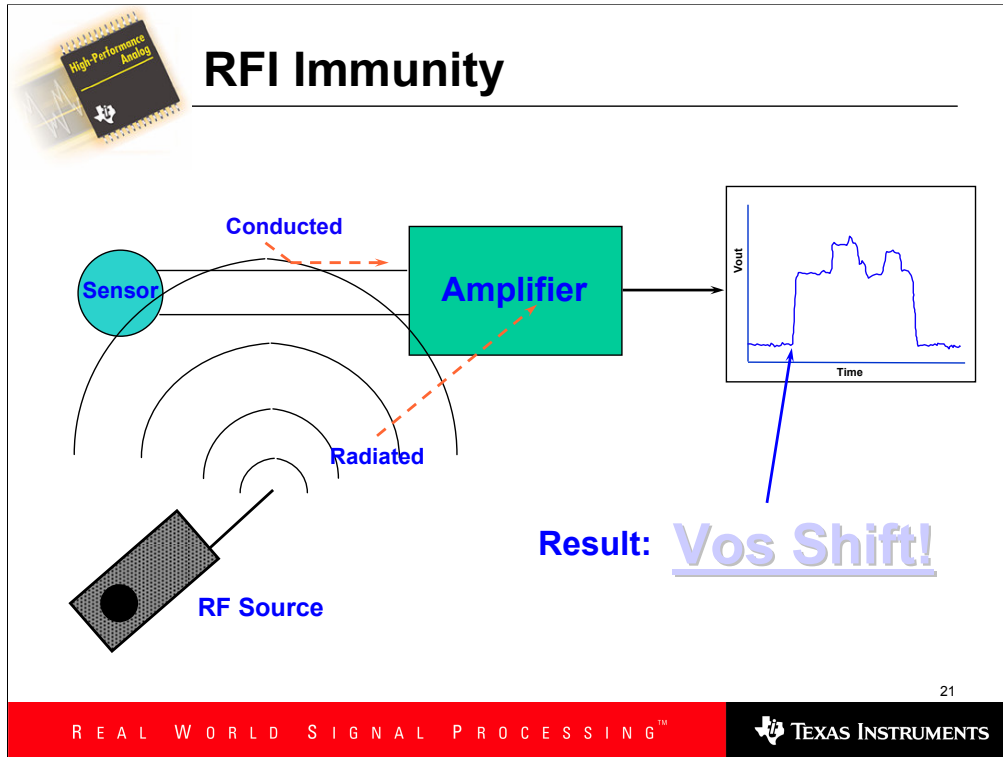 High-Performance
Analog
RFI Immunity
Conducted
Sensor
Amplifier
Vout
Time
Radiated
Result: Vos Shift!
RF Source
21
REAL WORLD SIGNAL PROCESSING™
TEXAS INSTRUMENTS